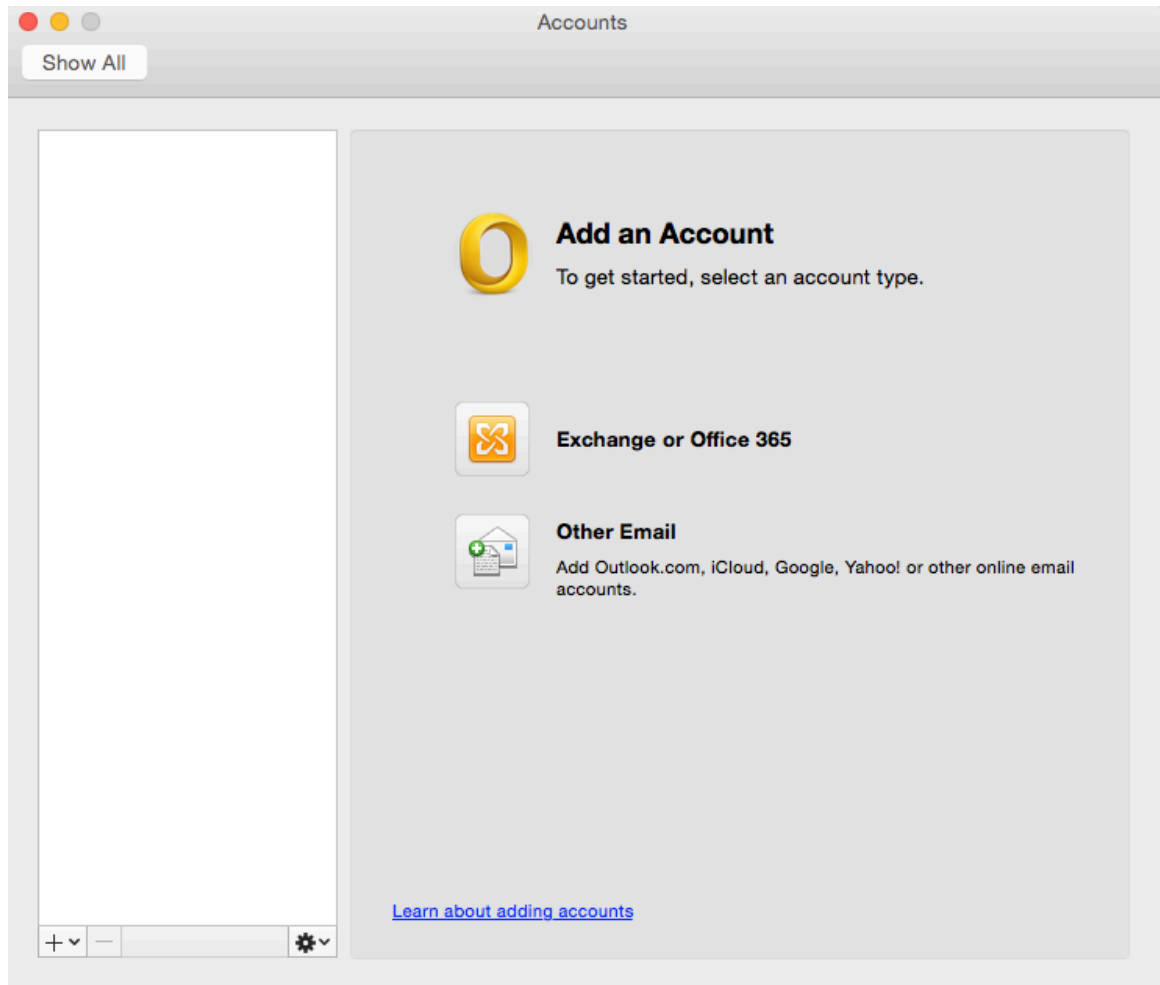 Accounts
Show All
Add an Account
To get started, select an account type.
Exchange or Office 365
Other Email
Add Outlook.com, iCloud, Google, Yahoo! or other online email
accounts.
Learn about adding accounts